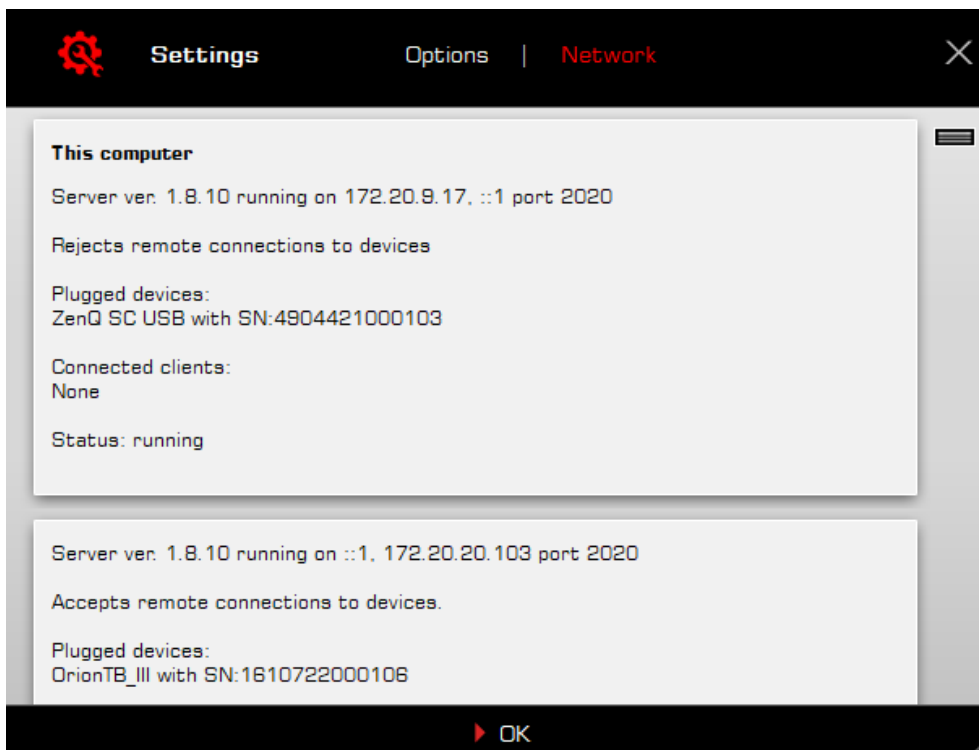 Settings
Options | Network
This computer
Server ver. 1.8.10 running on 172.20.9.17, ::1 port 2020
Rejects remote connections to devices
Plugged devices:
ZenQ SC USB with SN:4904421000103
Connected clients:
None
Status: running
Server ver. 1.8.10 running on ::1, 172.20.20.103 port 2020
Accepts remote connections to devices.
Plugged devices:
OrionTB_III with SN:1610722000106
OK